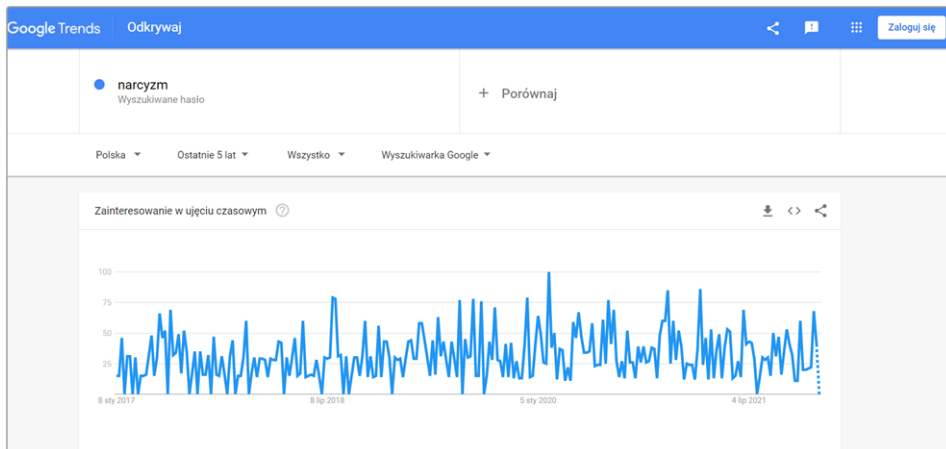 Google Trends Odkrywaj Zaloguj się
narcyzm
Wyszukiwane hasło
+ Porównaj
Polska Ostatnie 5 lat Wszystko Wyszukiwarka Google
Zainteresowanie w ujęciu czasowym
100
75
50
25
8 sty 2017 8 lip 2018 5 sty 2020 4 lip 2021